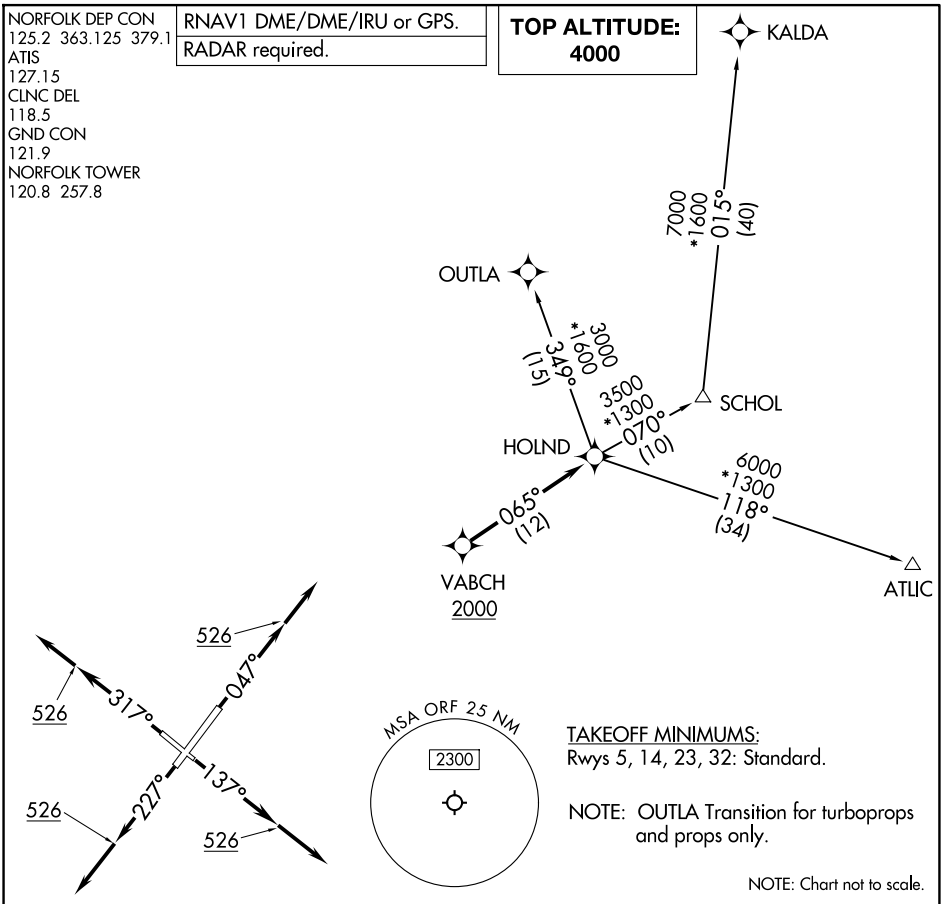 NORFOLK DEP CON
125.2 363.125 379.1
ATIS
127.15
CLNC DEL
118.5
GND CON
121.9
NORFOLK TOWER
120.8 257.8
RNAV1 DME/DME/IRU or GPS.
RADAR required.
TOP ALTITUDE:
4000
KALDA
7000
*1600
015°
(40)
OUTLA
3000
*1600
349°
(15)
3500
*1300
070°
(10)
SCHOL
HOLND
6000
*1300
118°
(34)
ATLIC
065°
(12)
VABCH
2000
526
047°
526
317°
227°
137°
526
526
MSA ORF 25 NM
2300
TAKEOFF MINIMUMS:
Rwys 5, 14, 23, 32: Standard.
NOTE: OUTLA Transition for turboprops
and props only.
NOTE: Chart not to scale.